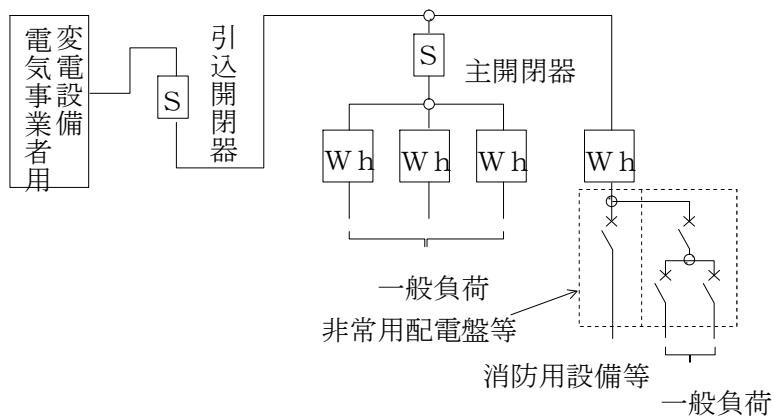 電気事業者用
変電設備
引込開閉器
S
S
主開閉器
Wh
Wh
Wh
Wh
一般負荷
非常用配電盤等
消防用設備等
一般負荷